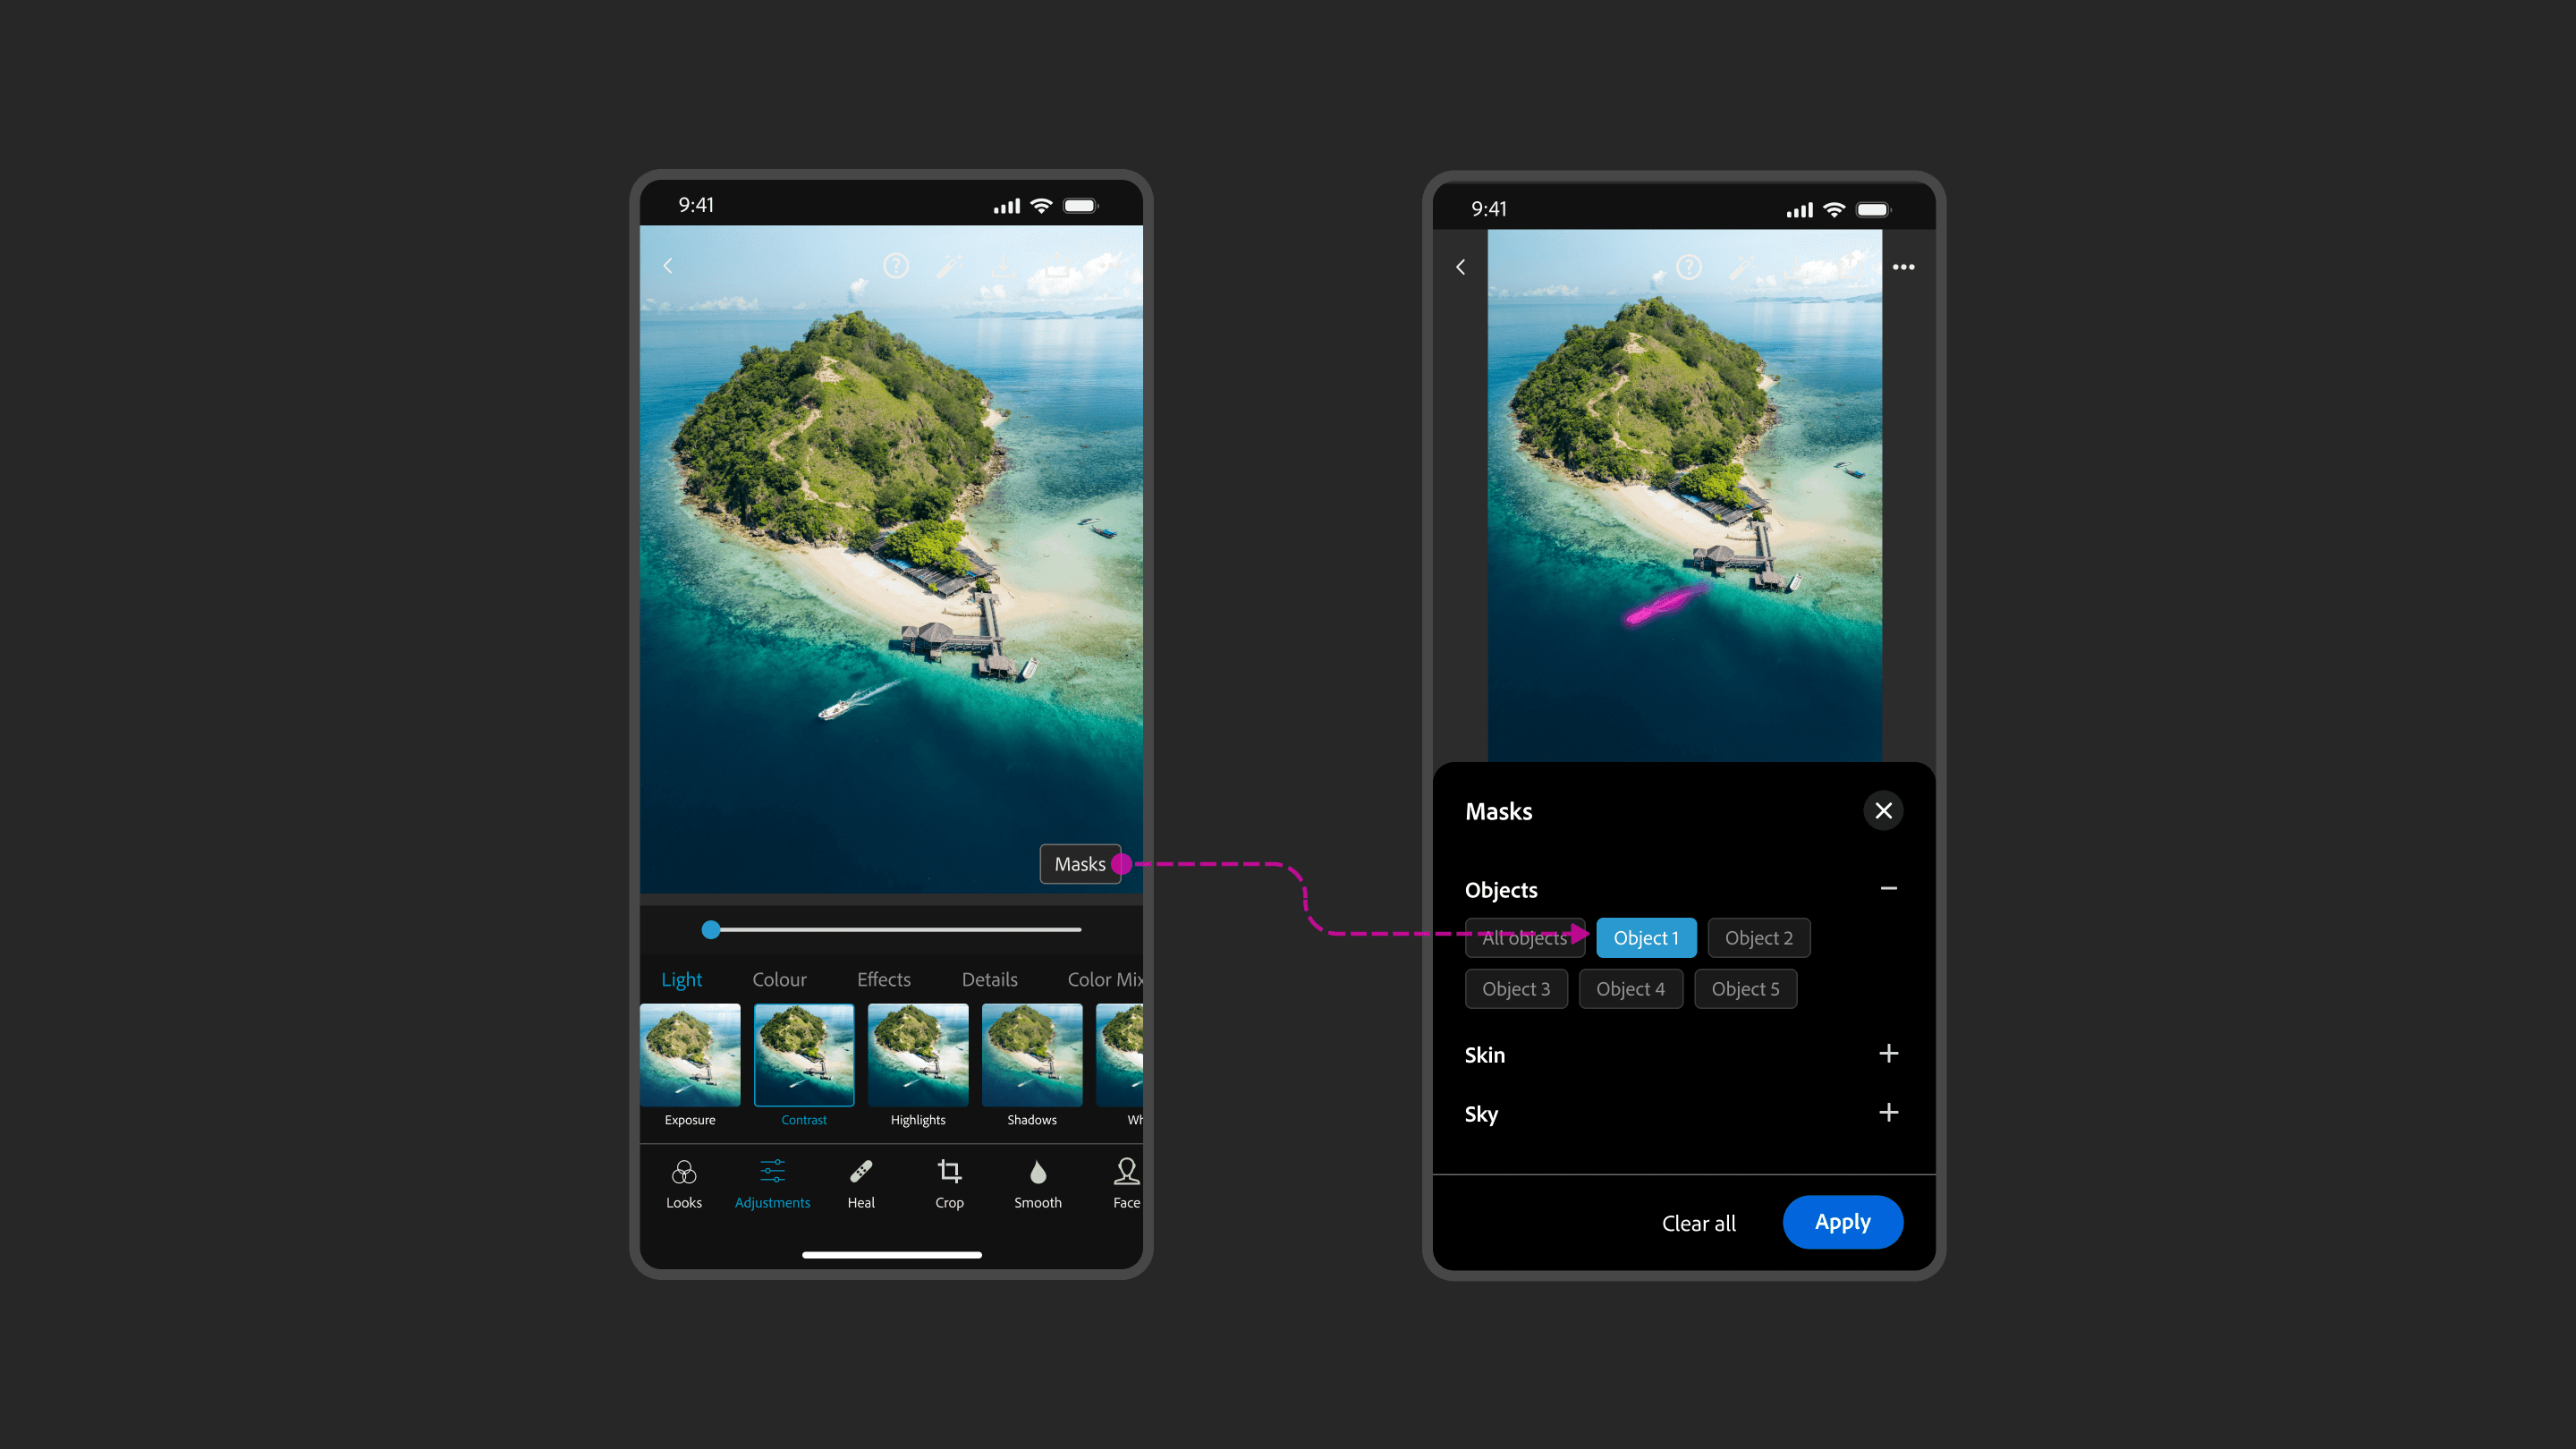 9:41
Masks
Light Colour Effects Details Color Mix
Exposure Contrast Highlights Shadows Wh
Looks Adjustments Heal Crop Smooth Face
9:41
Masks
Objects
All objects Object 1 Object 2
Object 3 Object 4 Object 5
Skin
Sky
Clear all Apply